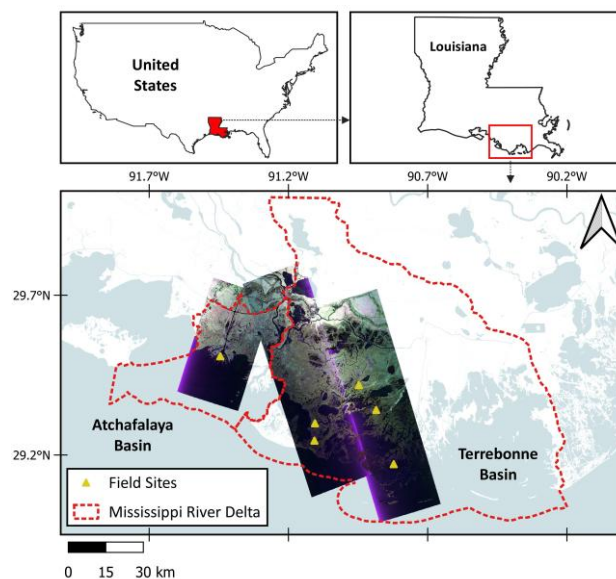 United
States
Louisiana
91.7°W
91.2°W
90.7°W
90.2°W
29.7°N
29.2°N
Atchafalaya
Basin
Terrebonne
Basin
Field Sites
Mississippi River Delta
0 15 30 km